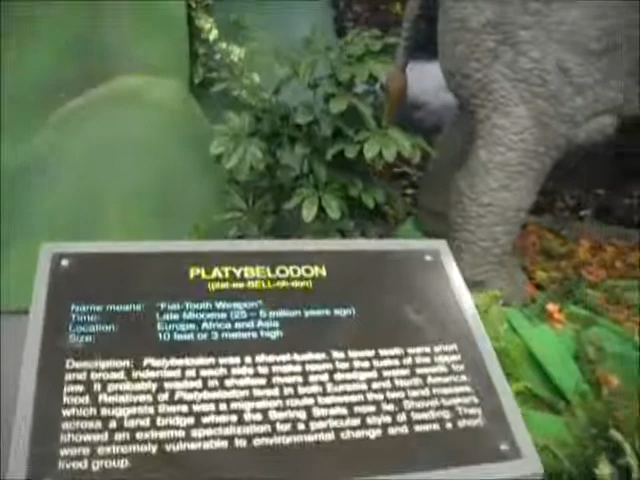 PLATYBELODON
(plat-ee-BELL-oh-don)
Name means: "Flat-Tooth Weapon"
Time: Late Miocene (25 - 5 million years ago)
Location: Europe, Africa and Asia
Size: 10 feet or 3 meters high
Description: Platybelodon was a shovel-tusker. Its lower teeth were short
and broad, indented at each side to make room for the tusks of the upper
jaw. It probably waded in shallow rivers and dredged water weeds for
food. Relatives of Platybelodon lived in both Eurasia and North America,
which suggests there was a migration route between the two land masses,
across a land bridge where the Bering Straits now lie. Shovel-tuskers
showed an extreme specialization for a particular style of feeding. They
were extremely vulnerable to environmental change and were a short
lived group.